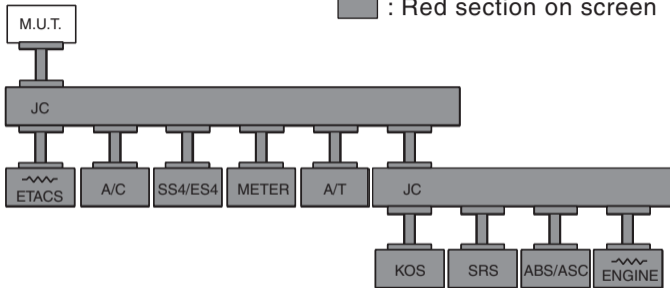 : Red section on screen
M.U.T.
JC
ETACS
A/C
SS4/ES4
METER
A/T
JC
KOS
SRS
ABS/ASC
ENGINE